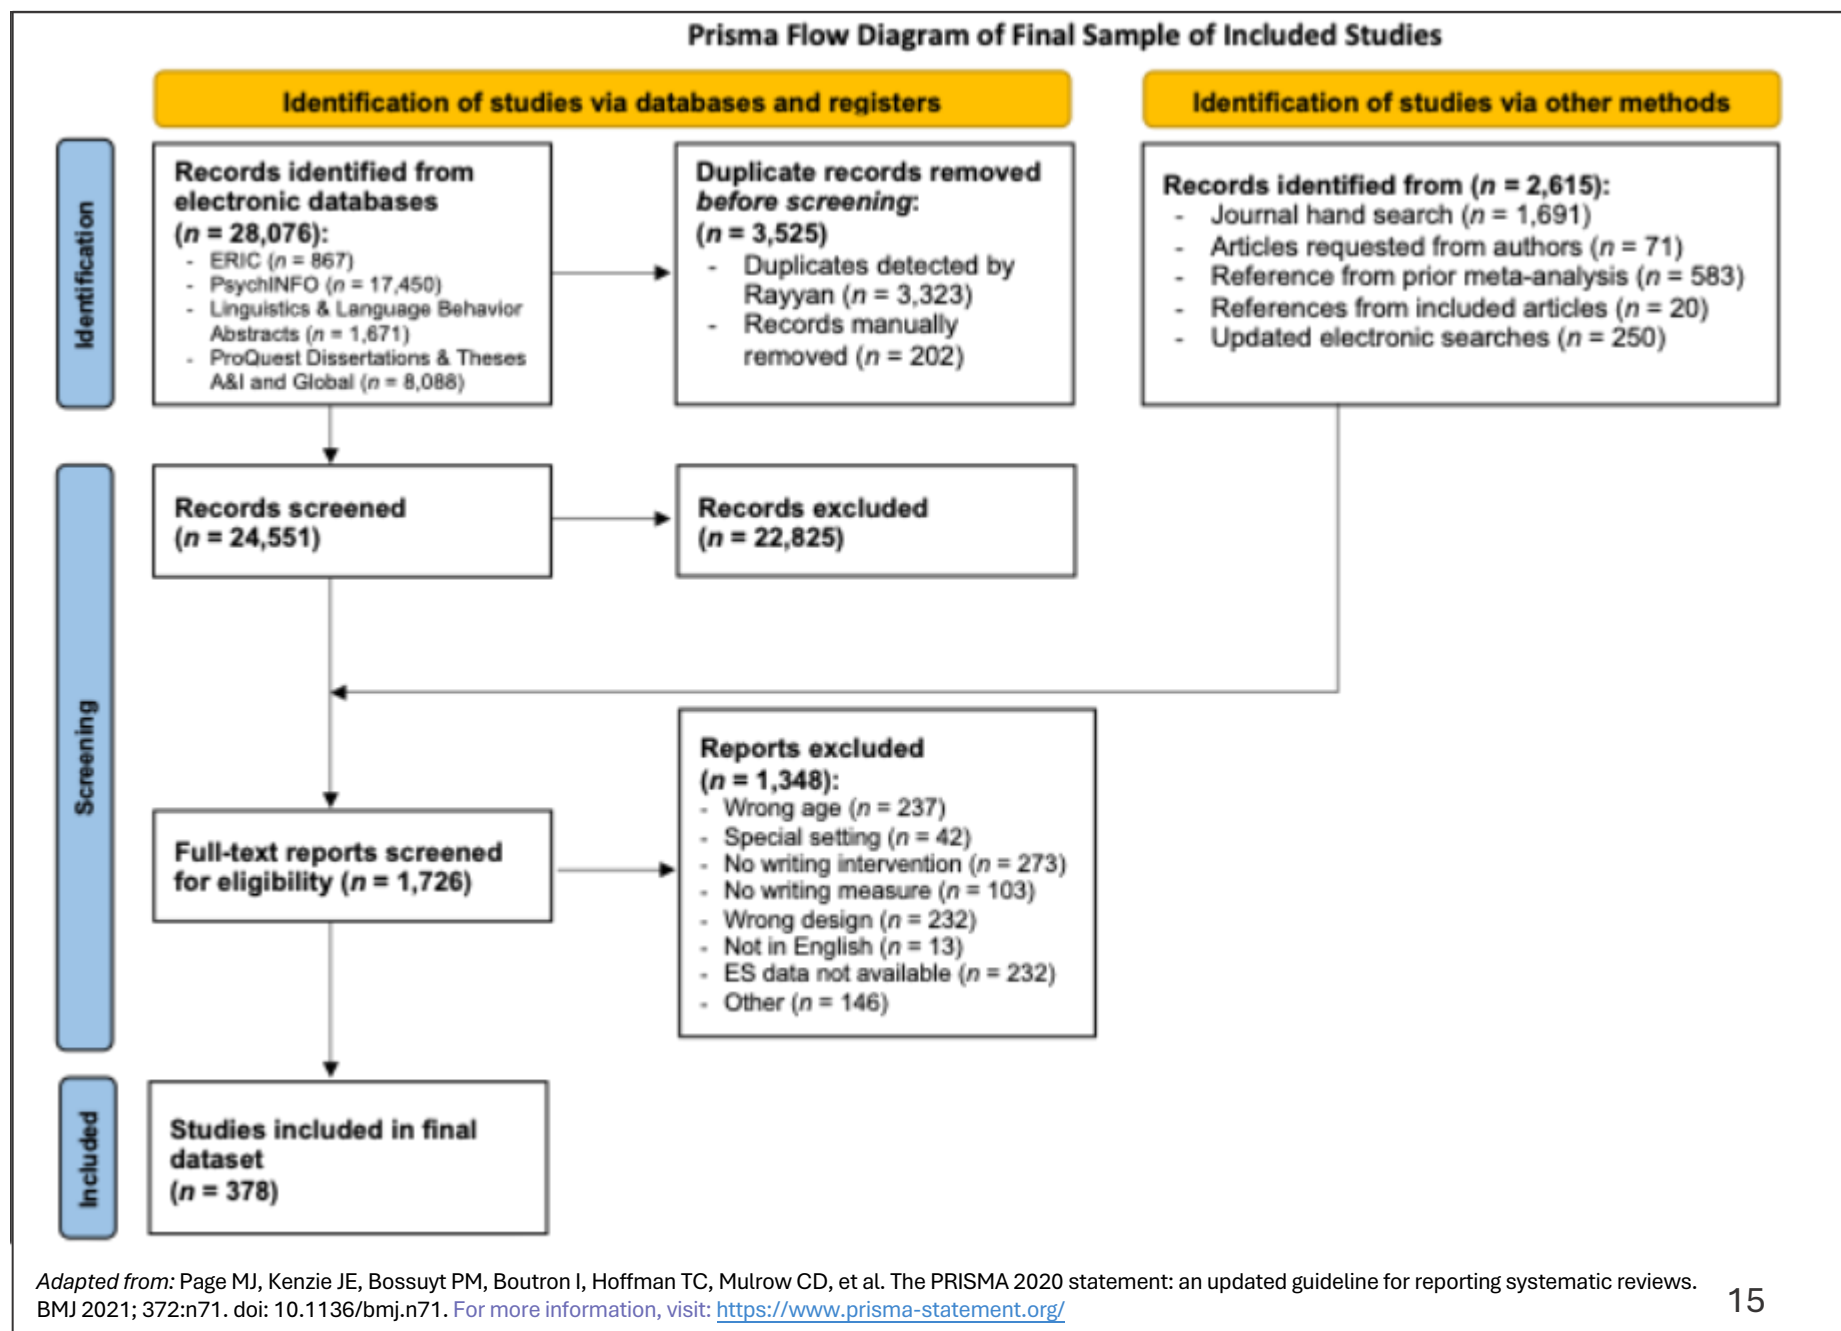 Prisma Flow Diagram of Final Sample of Included Studies
Identification of studies via databases and registers
Identification of studies via other methods
Identification
Records identified from
electronic databases
(n = 28,076):
- ERIC (n = 867)
- PsychINFO (n = 17,450)
- Linguistics & Language Behavior
Abstracts (n = 1,671)
- ProQuest Dissertations & Theses
A&I and Global (n = 8,088)
Duplicate records removed
before screening:
(n = 3,525)
- Duplicates detected by
Rayyan (n = 3,323)
- Records manually
removed (n = 202)
Records identified from (n = 2,615):
- Journal hand search (n = 1,691)
- Articles requested from authors (n = 71)
- Reference from prior meta-analysis (n = 583)
- References from included articles (n = 20)
- Updated electronic searches (n = 250)
Screening
Records screened
(n = 24,551)
Records excluded
(n = 22,825)
Full-text reports screened
for eligibility (n = 1,726)
Reports excluded
(n = 1,348):
- Wrong age (n = 237)
- Special setting (n = 42)
- No writing intervention (n = 273)
- No writing measure (n = 103)
- Wrong design (n = 232)
- Not in English (n = 13)
- ES data not available (n = 232)
- Other (n = 146)
Included
Studies included in final
dataset
(n = 378)
Adapted from: Page MJ, Kenzie JE, Bossuyt PM, Boutron I, Hoffman TC, Mulrow CD, et al. The PRISMA 2020 statement: an updated guideline for reporting systematic reviews.
BMJ 2021; 372:n71. doi: 10.1136/bmj.n71. For more information, visit: https://www.prisma-statement.org/
15